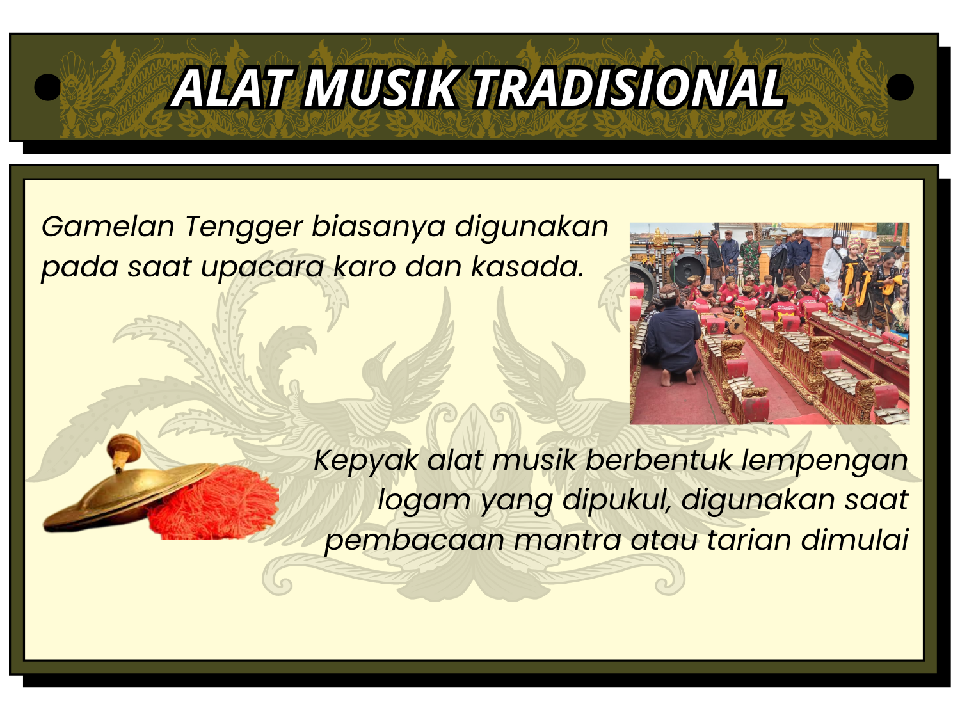 ALAT MUSIK TRADISIONAL
Gamelan Tengger biasanya digunakan
pada saat upacara karo dan kasada.
Kepyak alat musik berbentuk lempengan
logam yang dipukul, digunakan saat
pembacaan mantra atau tarian dimulai